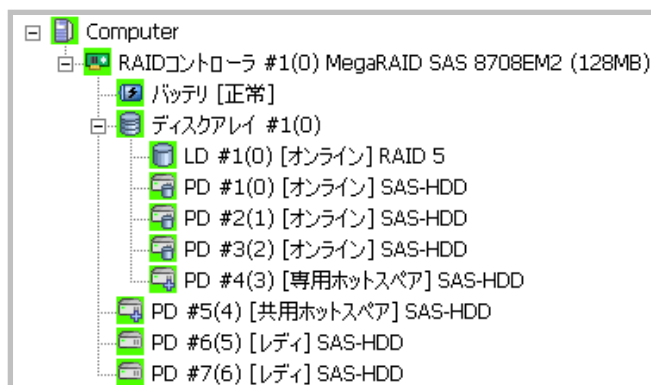 Computer
RAIDコントローラ #1(0) MegaRAID SAS 8708EM2 (128MB)
バッテリ [正常]
ディスクアレイ #1(0)
LD #1(0) [オンライン] RAID 5
PD #1(0) [オンライン] SAS-HDD
PD #2(1) [オンライン] SAS-HDD
PD #3(2) [オンライン] SAS-HDD
PD #4(3) [専用ホットスペア] SAS-HDD
PD #5(4) [共用ホットスペア] SAS-HDD
PD #6(5) [レディ] SAS-HDD
PD #7(6) [レディ] SAS-HDD